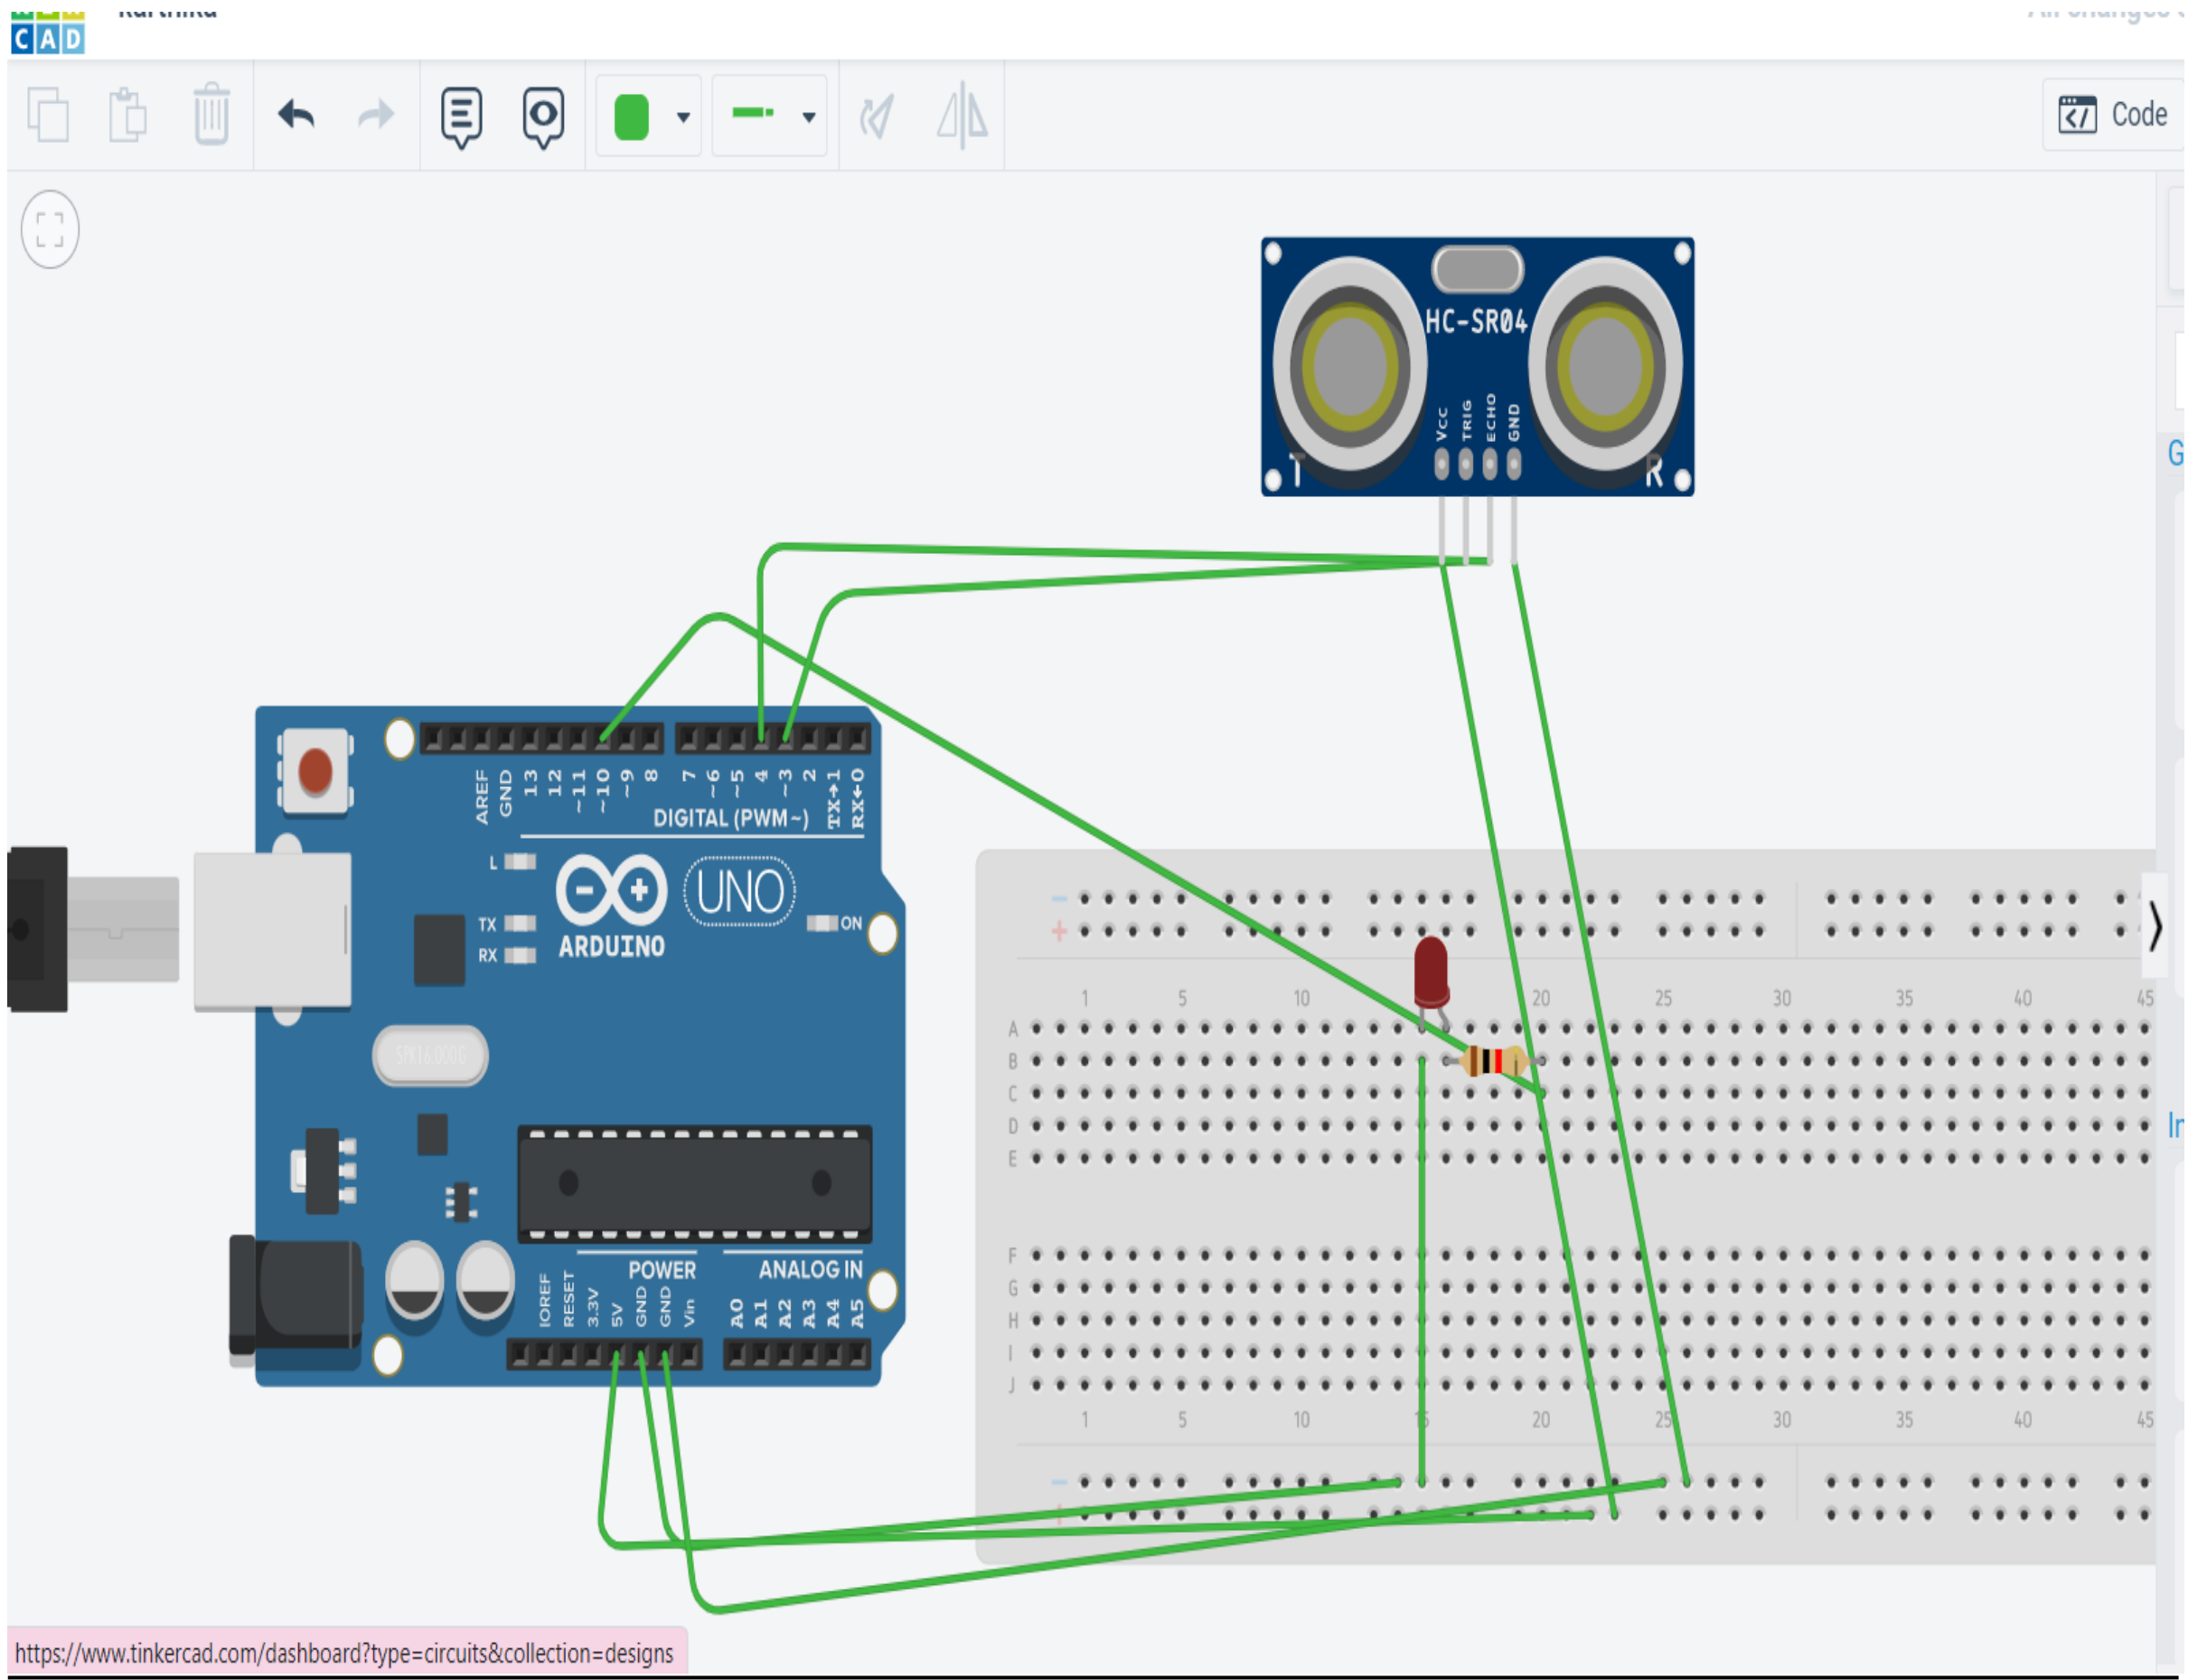 CAD
Code
HC-SR04
VCC TRIG ECHO GND
T R
AREF GND 13 12 ~11 ~10 ~9 8 7 ~6 ~5 4 ~3 2 TX→1 RX←0
DIGITAL (PWM~)
L
TX
RX
UNO
ON
ARDUINO
SPK16.000G
POWER ANALOG IN
IOREF RESET 3.3V 5V GND GND Vin A0 A1 A2 A3 A4 A5
- 
+
1 5 10 20 25 30 35 40 45
A
B
C
D
E
F
G
H
I
J
1 5 10 15 20 25 30 35 40 45
-
+
https://www.tinkercad.com/dashboard?type=circuits&collection=designs